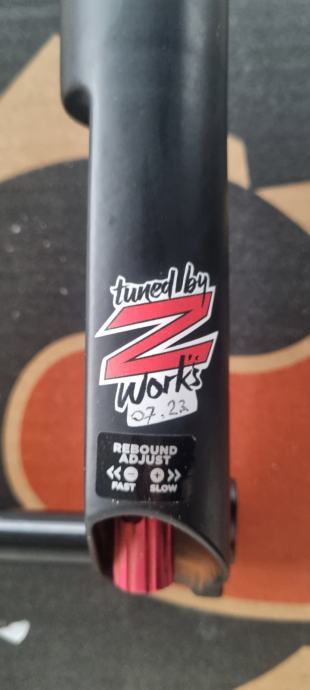 tuned by
N
Works
07.23
REBOUND
ADJUST
«⊖ ⊕»
FAST SLOW